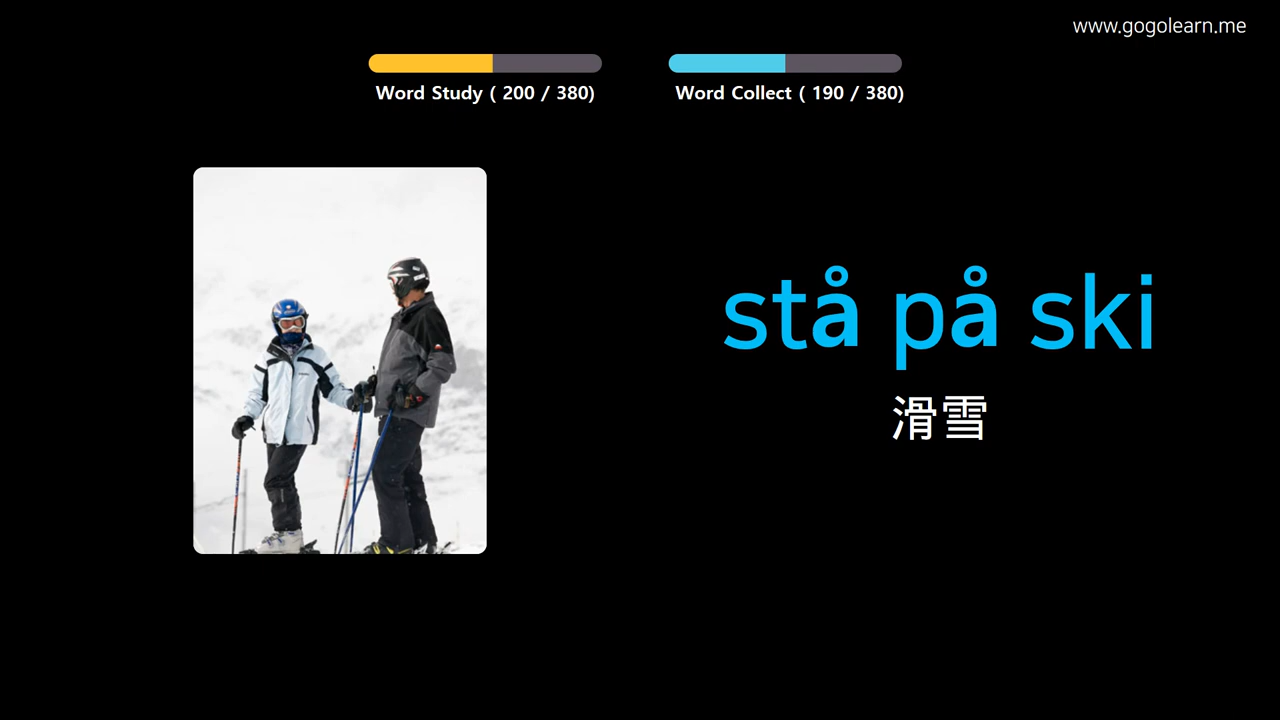 www.gogolearn.me
Word Study ( 200 / 380)
Word Collect ( 190 / 380)
stå på ski
滑雪